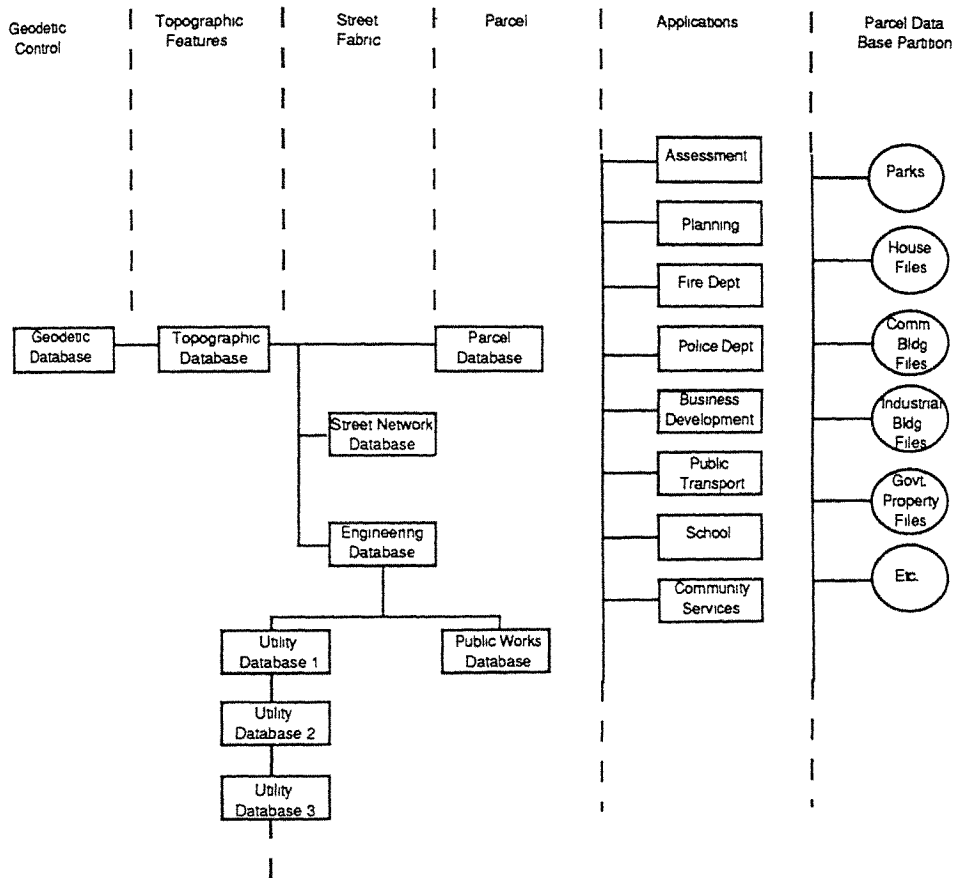 Geodetic
Control
Topographic
Features
Street
Fabric
Parcel
Applications
Parcel Data
Base Partition
Geodetic
Database
Topographic
Database
Parcel
Database
Street Network
Database
Engineering
Database
Utility
Database 1
Public Works
Database
Utility
Database 2
Utility
Database 3
Assessment
Planning
Fire Dept
Police Dept
Business
Development
Public
Transport
School
Community
Services
Parks
House
Files
Comm
Bldg
Files
Industrial
Bldg
Files
Govt.
Property
Files
Etc.